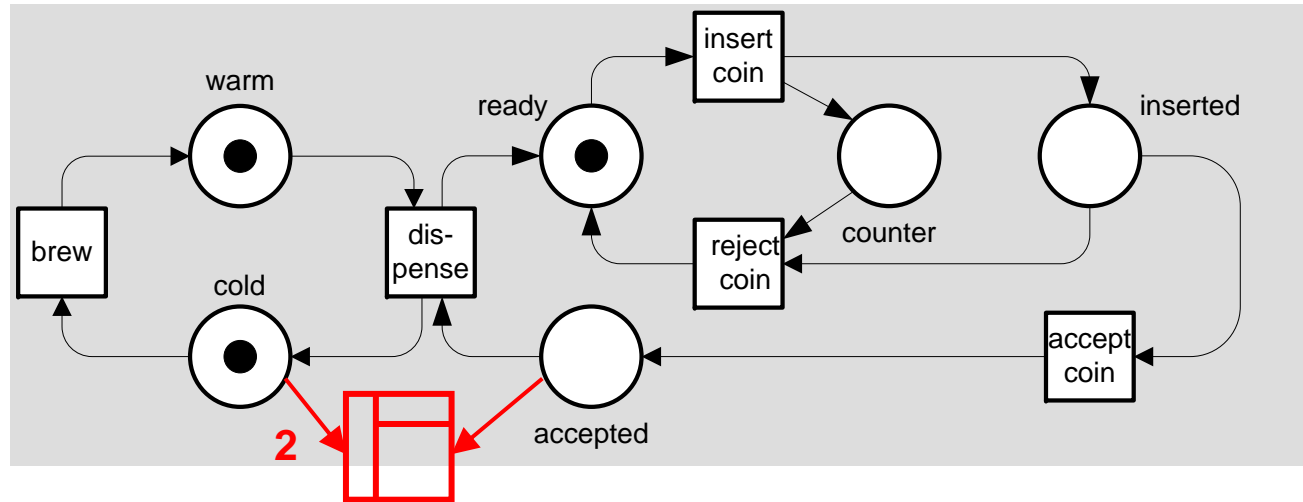 warm
ready
insert
coin
inserted
brew
dis-
pense
counter
reject
coin
cold
accept
coin
2
accepted